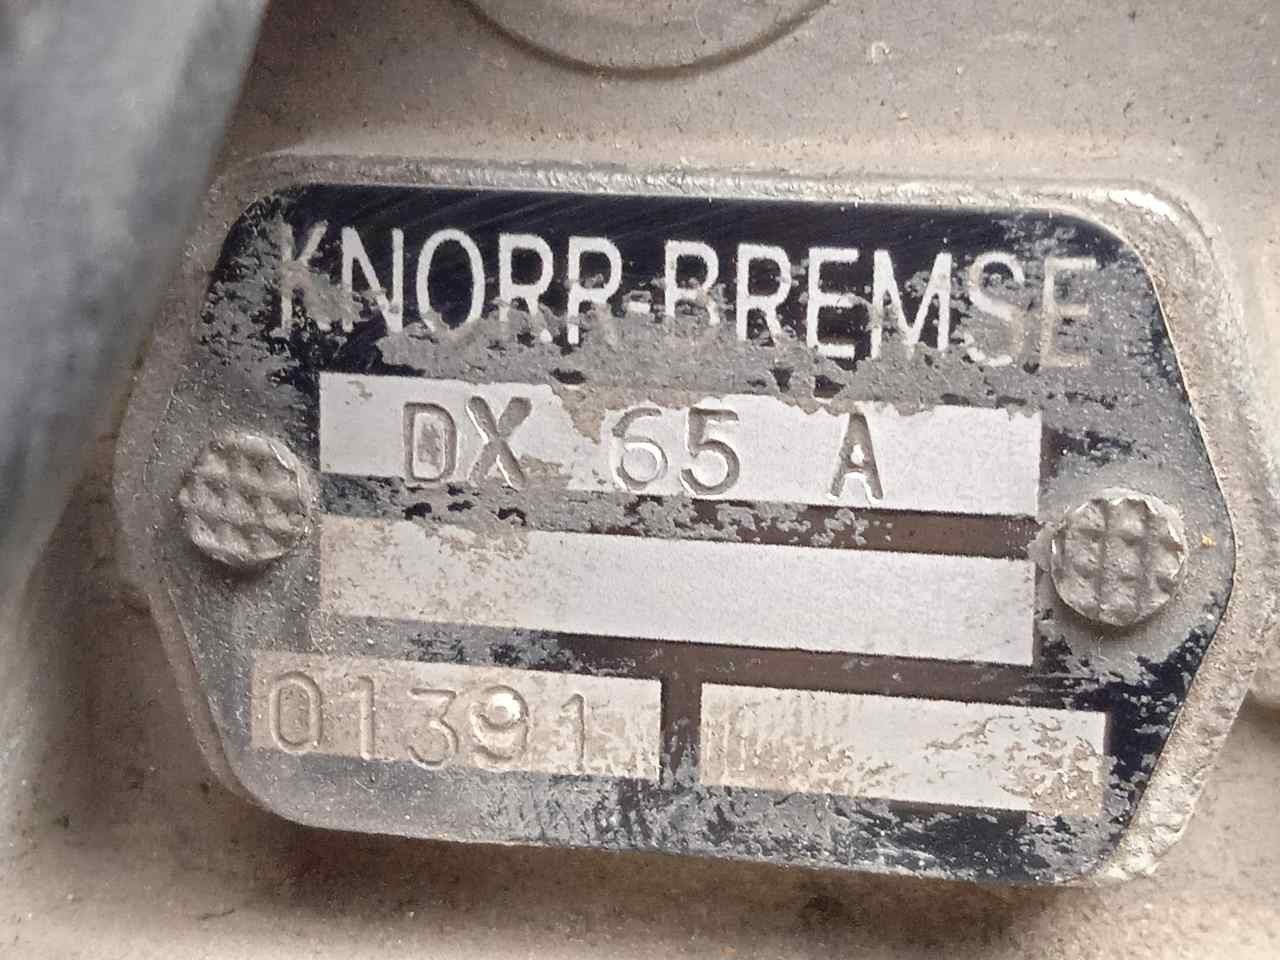 KNORR-BREMSE
DX 65 A
01391